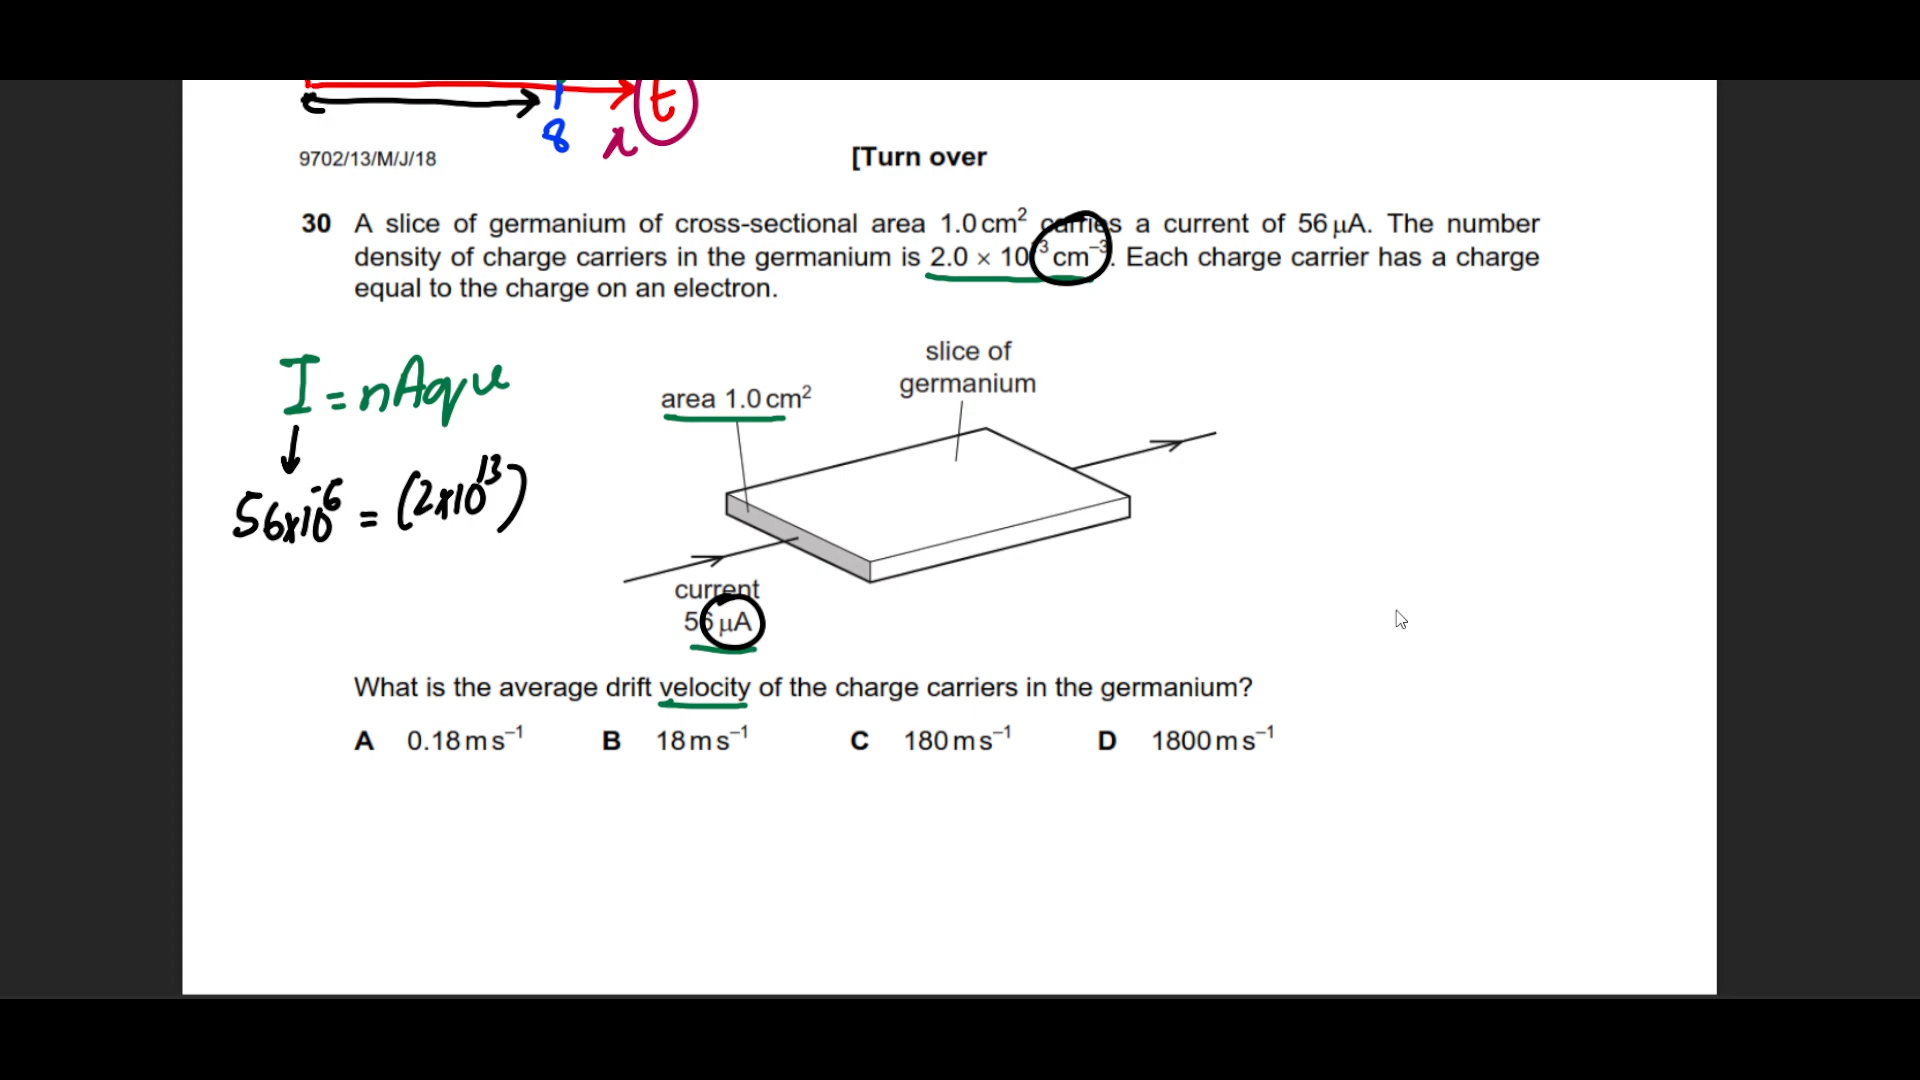 t
8
x
9702/13/M/J/18
[Turn over
30 A slice of germanium of cross-sectional area 1.0 cm² carries a current of 56 μA. The number
density of charge carriers in the germanium is 2.0 × 10¹³ cm⁻³. Each charge carrier has a charge
equal to the charge on an electron.
slice of
germanium
area 1.0 cm²
I = nAqv
56x10⁻⁶ = (2x10¹³)
current
56 μA
What is the average drift velocity of the charge carriers in the germanium?
A 0.18 m s⁻¹ B 18 m s⁻¹ C 180 m s⁻¹ D 1800 m s⁻¹